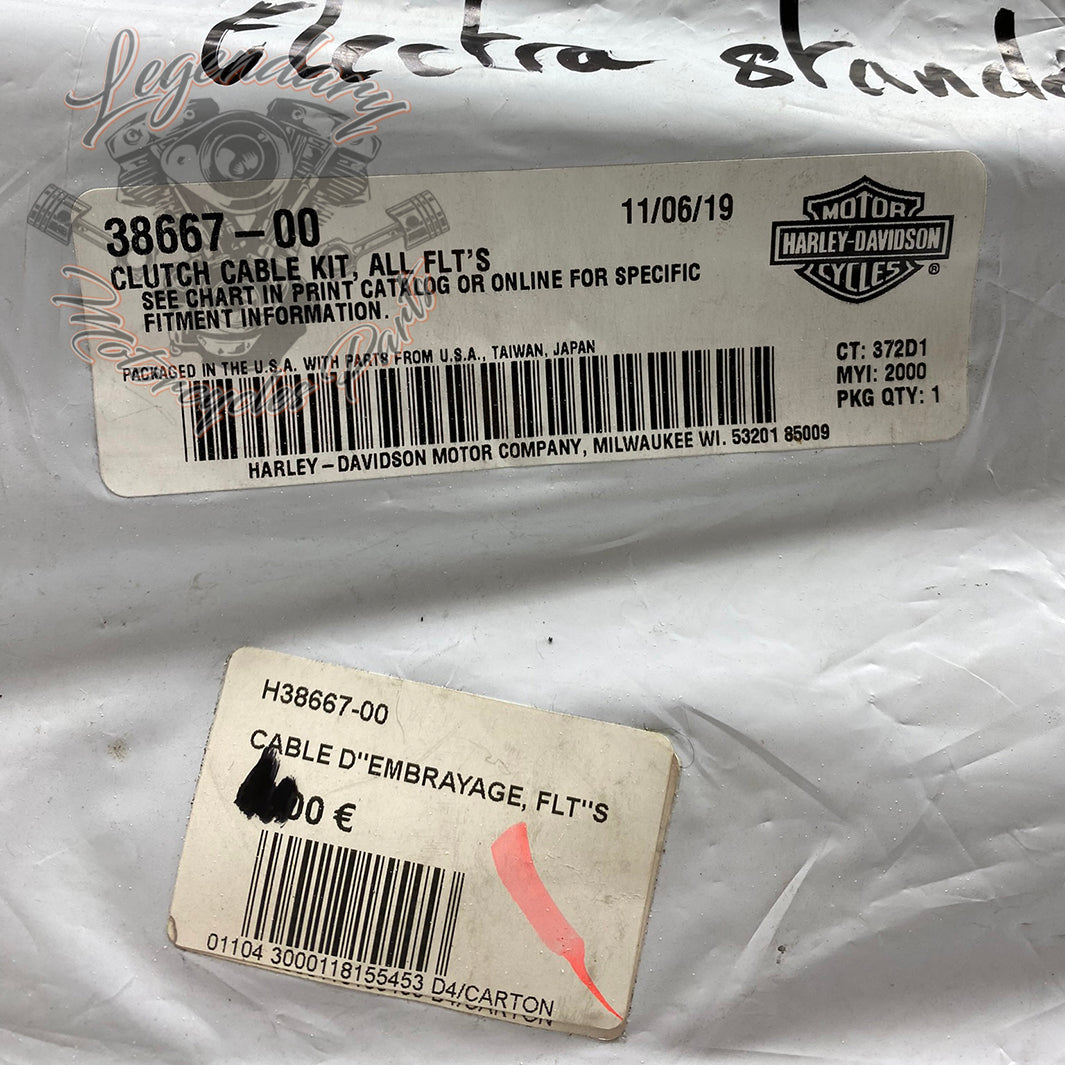 Electra standa
Legendary
Motorcycles Parts
38667-00
11/06/19
MOTOR
HARLEY-DAVIDSON
CYCLES
®
CLUTCH CABLE KIT, ALL FLT'S
SEE CHART IN PRINT CATALOG OR ONLINE FOR SPECIFIC
FITMENT INFORMATION.
PACKAGED IN THE U.S.A. WITH PARTS FROM U.S.A., TAIWAN, JAPAN
CT: 372D1
MYI: 2000
PKG QTY: 1
HARLEY-DAVIDSON MOTOR COMPANY, MILWAUKEE WI. 53201 85009
H38667-00
CABLE D''EMBRAYAGE, FLT''S
00 €
01104 3000118155453 D4/CARTON